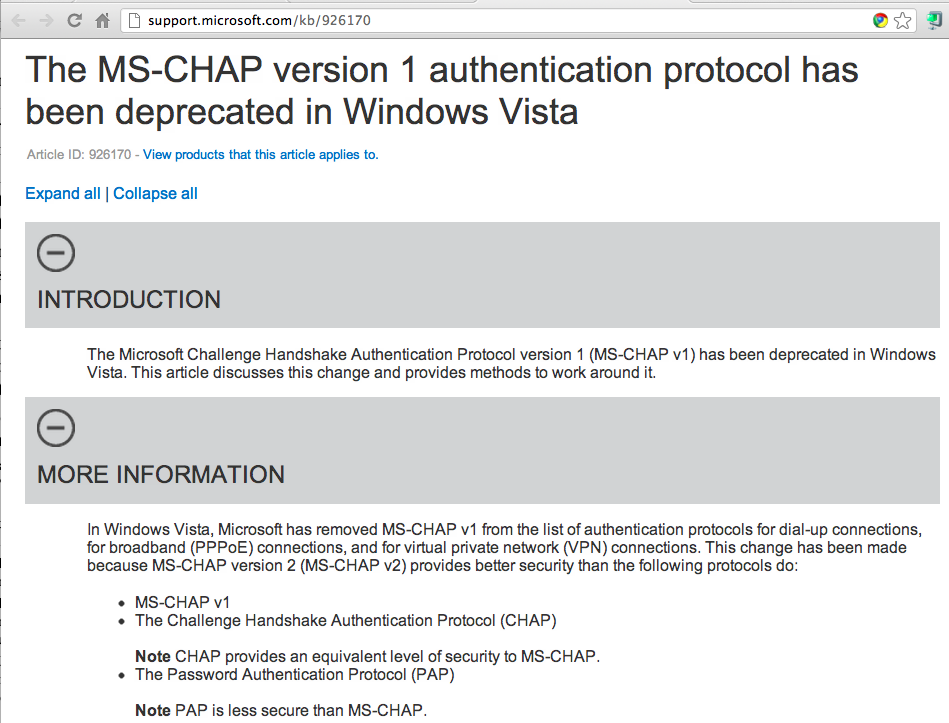 support.microsoft.com/kb/926170
The MS-CHAP version 1 authentication protocol has
been deprecated in Windows Vista
Article ID: 926170 - View products that this article applies to.
Expand all | Collapse all
INTRODUCTION
The Microsoft Challenge Handshake Authentication Protocol version 1 (MS-CHAP v1) has been deprecated in Windows
Vista. This article discusses this change and provides methods to work around it.
MORE INFORMATION
In Windows Vista, Microsoft has removed MS-CHAP v1 from the list of authentication protocols for dial-up connections,
for broadband (PPPoE) connections, and for virtual private network (VPN) connections. This change has been made
because MS-CHAP version 2 (MS-CHAP v2) provides better security than the following protocols do:
• MS-CHAP v1
• The Challenge Handshake Authentication Protocol (CHAP)
Note CHAP provides an equivalent level of security to MS-CHAP.
• The Password Authentication Protocol (PAP)
Note PAP is less secure than MS-CHAP.